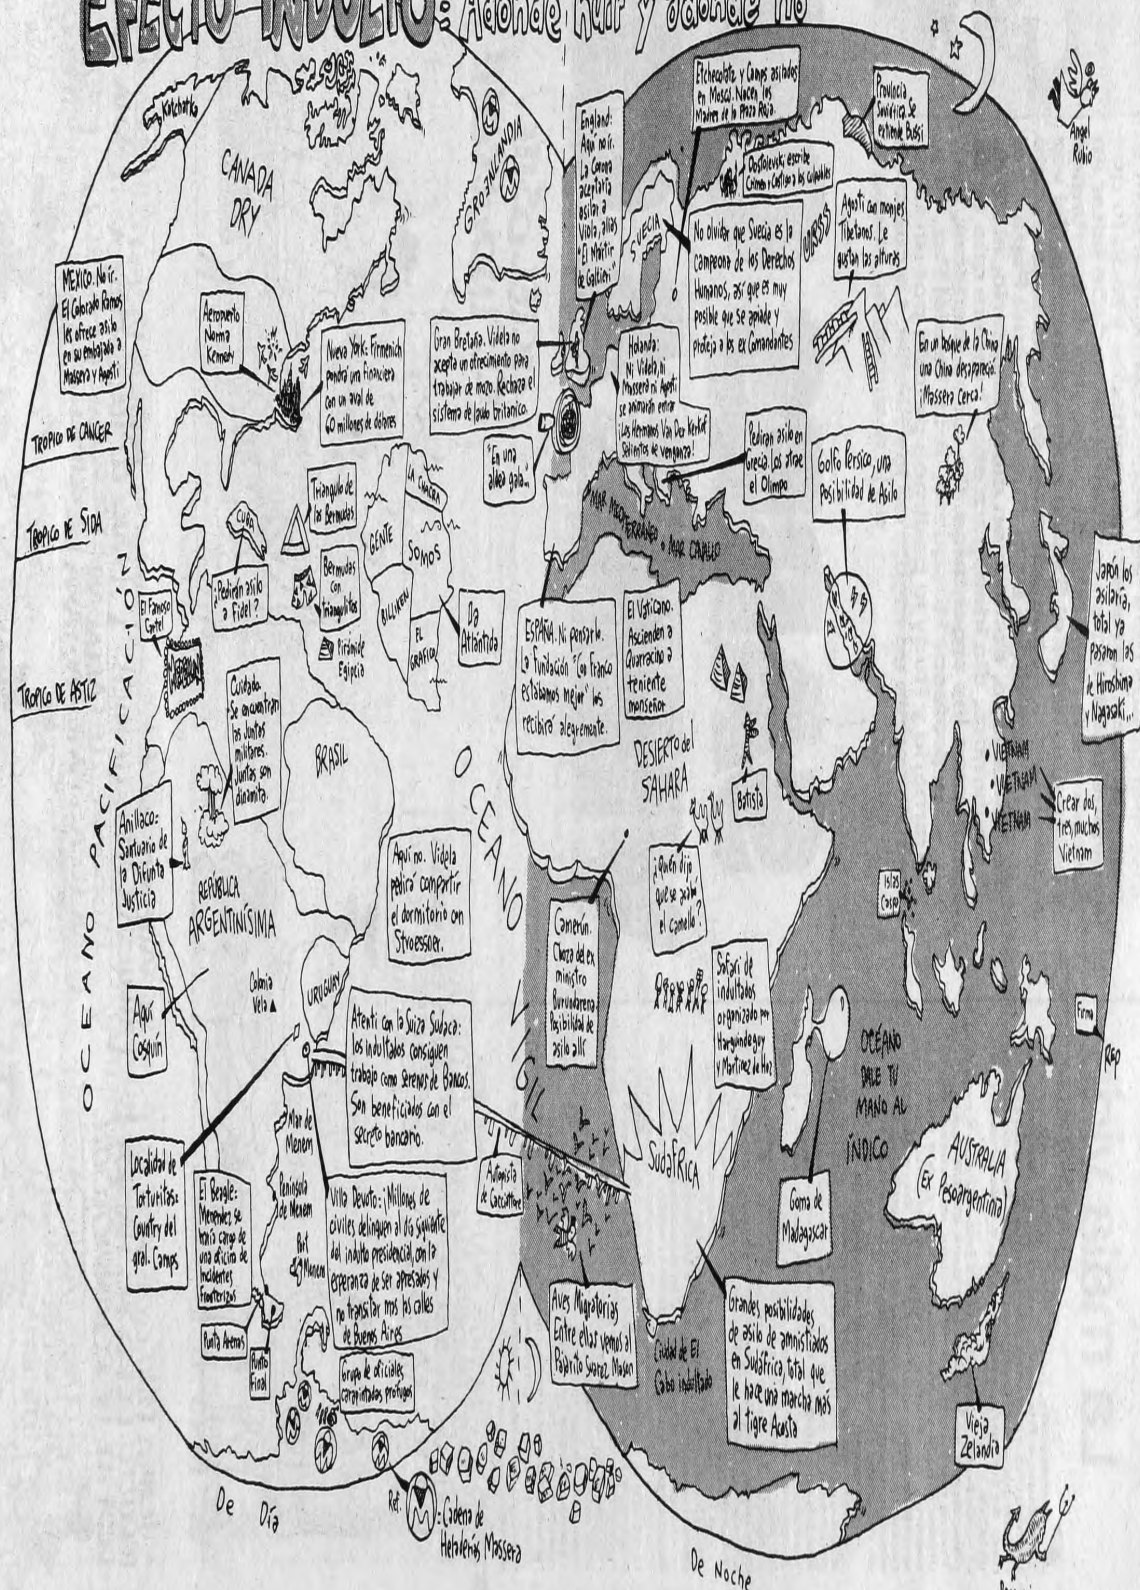 EFECTO INDULTO: Adónde huir y adónde no
Katchatka
CANADA
DRY
GROENLANDIA
England:
Aquí no ir.
La Corona
aceptaría
asilar a
Viola, alias
"El Mártir
de Galtieri"
Etchecolatz y Camps asilados
en Moscú. Nacen las
Madres de la Plaza Roja.
Provincia
Soviética. Se
extiende Bussi
Angel
Rubio
Dostoievsky escribe
Crimen y Castigo a los culpables
SUECIA
URSSS
No olvidar que Suecia es la
campeona de los Derechos
Humanos, así que es muy
posible que se apiade y
proteja a los ex Comandantes
Agosti con monjes
Tibetanos. Le
gustan las alturas
MEXICO. No ir.
El Colorado Ramos
les ofrece asilo
en su embajada a
Massera y Agosti
Aeropuerto
Norma
Kennedy
Nueva York: Firmenich
pondrá una financiera
con un aval de
60 millones de dólares
Gran Bretaña. Videla no
acepta un ofrecimiento para
trabajar de mozo. Rechaza el
sistema de laudo británico.
Holanda:
Ni Videla, ni
Massera ni Agosti
se animarán entrar
¡Los Hermanos Van Der Kerkof
Sedientos de venganza!
En un bosque de la China
una China desapareció:
¡Massera Cerca!
TROPICO DE CANCER
"En una
aldea gala..."
Pedirán asilo en
Grecia. Los atrae
el Olimpo
Golfo Persico, una
Posibilidad de Asilo
TROPICO DE SIDA
Triangulo de
las Bermudas
LA CHACRA
GENTE
SOMOS
BILLIKEN
EL
GRAFICO
MAR MEDITERRANEO o MAR CAVALLO
CUBA
¿Pedirán asilo
a Fidel?
Bermudas
con
Triangulitos
Pirámide
Egipcia
La
Atlántida
ESPAÑA. Ni pensarlo.
La Fundación "Con Franco
estábamos mejor" los
recibirá alegremente.
El Vaticano.
Ascienden a
Quarracino a
teniente
monseñor
Japón los
asilaría,
total ya
pasaron las
de Hiroshima
y Nagasaki...
OCEANO PACIFICACIÓN
El Famoso
Cartel
TROPICO DE ASTIZ
Cuidado.
Se encuentran
las Juntas
militares.
Juntas son
dinamita.
BRASIL
OCEANO VIGIL
DESIERTO del
SAHARA
Batista
VIETNAM
VIETNAM
VIETNAM
Crear dos,
tres, muchos
Vietnam
Anillaco:
Santuario de
la Difunta
Justicia
REPÚBLICA
ARGENTINÍSIMA
Aquí no. Videla
pedirá compartir
el dormitorio con
Stroessner.
¿Quién dijo
que se acabó
el camello?
Camerún.
Choza del ex
ministro
Burundarena
Posibilidad de
asilo allí
Islas
Caspa
Safari de
indultados
organizado por
Harguindeguy
y Martinez de Hoz
Aquí
Cosquín
Colonia
Vela
URUGUAY
Atenti con la Suiza Sudaca:
los indultados consiguen
trabajo como serenos de Bancos.
Son beneficiados con el
secreto bancario.
OCÉANO
DALE TU
MANO AL
ÍNDICO
Firma
REP
SUDAFRICA
AUSTRALIA
(Ex Pesoargentina)
Localidad de
Torturitas:
Country del
gral. Camps
El Beagle:
Menendez se
haría cargo de
una oficina de
Incidentes
Fronterizos
Mar de
Menem
Peninsula
de Menem
Port
Menem
Villa Devoto: ¡Millones de
civiles delinquen al día siguiente
del indulto presidencial, con la
esperanza de ser apresados y
no transitar mas las calles
de Buenos Aires
Autopista
de Cacciatore
Goma de
Madagascar
Punta Arenas
Punto
Final
Grupo de oficiales
carapintadas prófugos
Aves Migratorias
Entre ellas vemos al
Pajarito Suarez Mason
Ciudad de El
Cabo indultado
Grandes posibilidades
de asilo de amnistiados
en Sudáfrica, total que
le hace una marcha más
al tigre Acosta
Vieja
Zelandia
De Día
Ref. : Cadena de
Heladerías Massera
De Noche